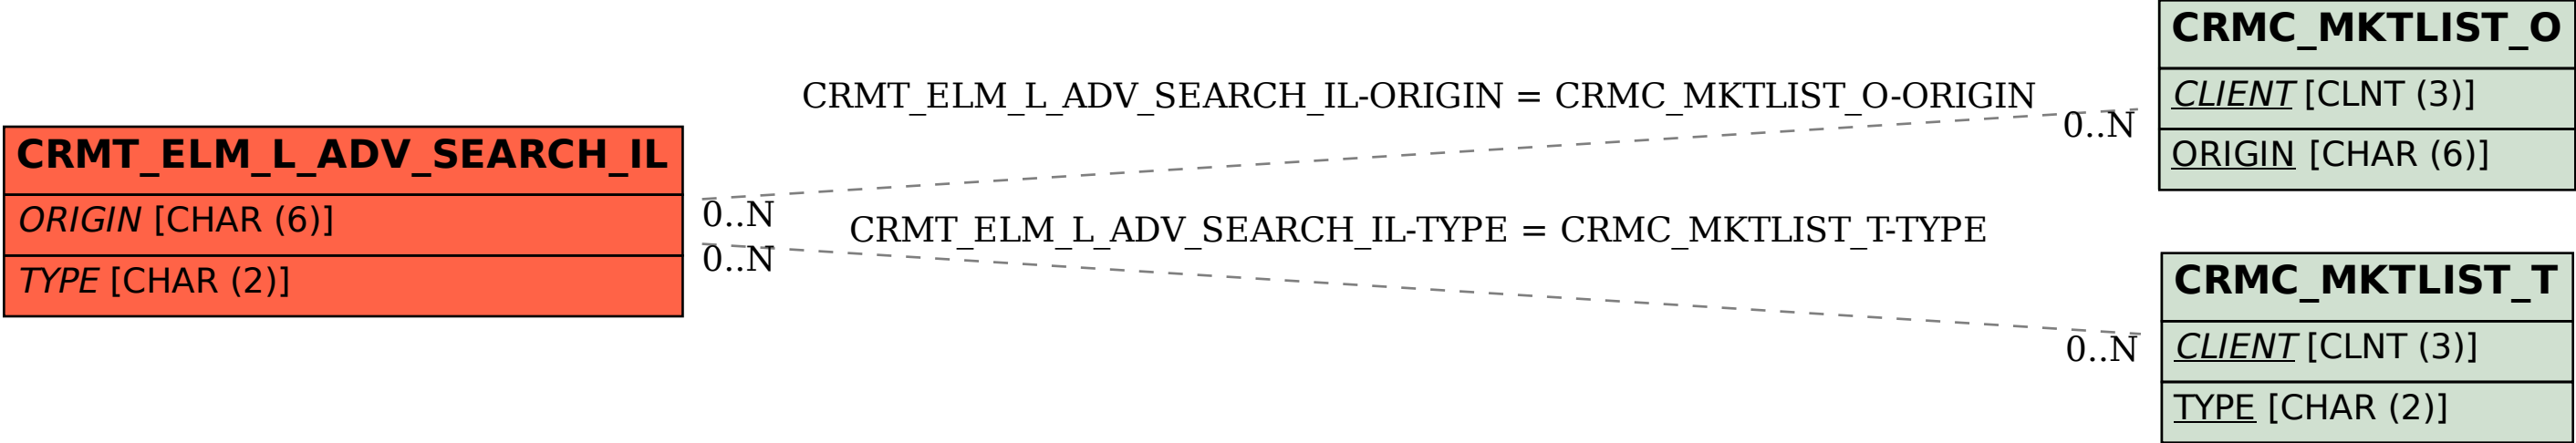 CRMT_ELM_L_ADV_SEARCH_IL
ORIGIN [CHAR (6)]
TYPE [CHAR (2)]
CRMT_ELM_L_ADV_SEARCH_IL-ORIGIN = CRMC_MKTLIST_O-ORIGIN
0..N
0..N
CRMT_ELM_L_ADV_SEARCH_IL-TYPE = CRMC_MKTLIST_T-TYPE
0..N
0..N
CRMC_MKTLIST_O
CLIENT [CLNT (3)]
ORIGIN [CHAR (6)]
CRMC_MKTLIST_T
CLIENT [CLNT (3)]
TYPE [CHAR (2)]